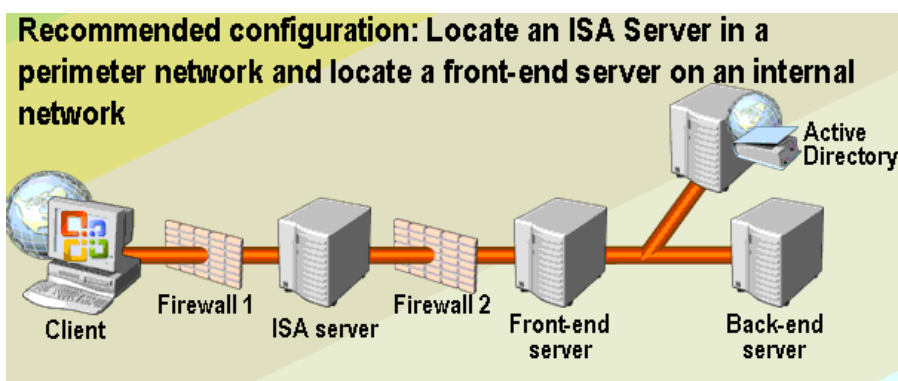 Recommended configuration: Locate an ISA Server in a
perimeter network and locate a front-end server on an internal
network
Active
Directory
Client
Firewall 1
ISA server
Firewall 2
Front-end
server
Back-end
server